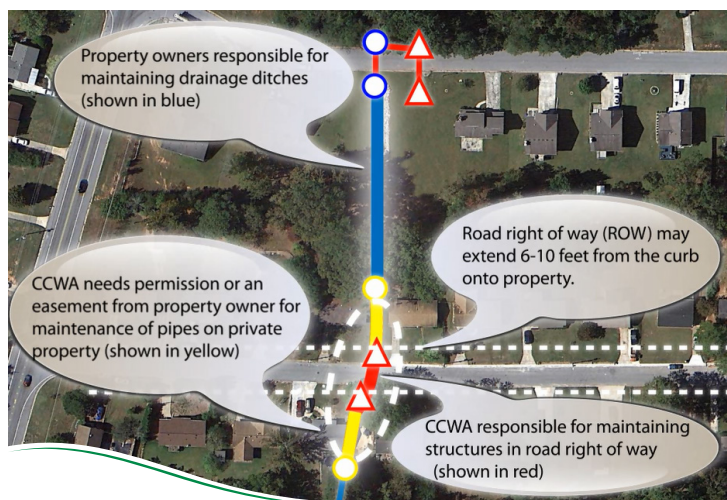 Property owners responsible for
maintaining drainage ditches
(shown in blue)
Road right of way (ROW) may
extend 6-10 feet from the curb
onto property.
CCWA needs permission or an
easement from property owner for
maintenance of pipes on private
property (shown in yellow)
CCWA responsible for maintaining
structures in road right of way
(shown in red)